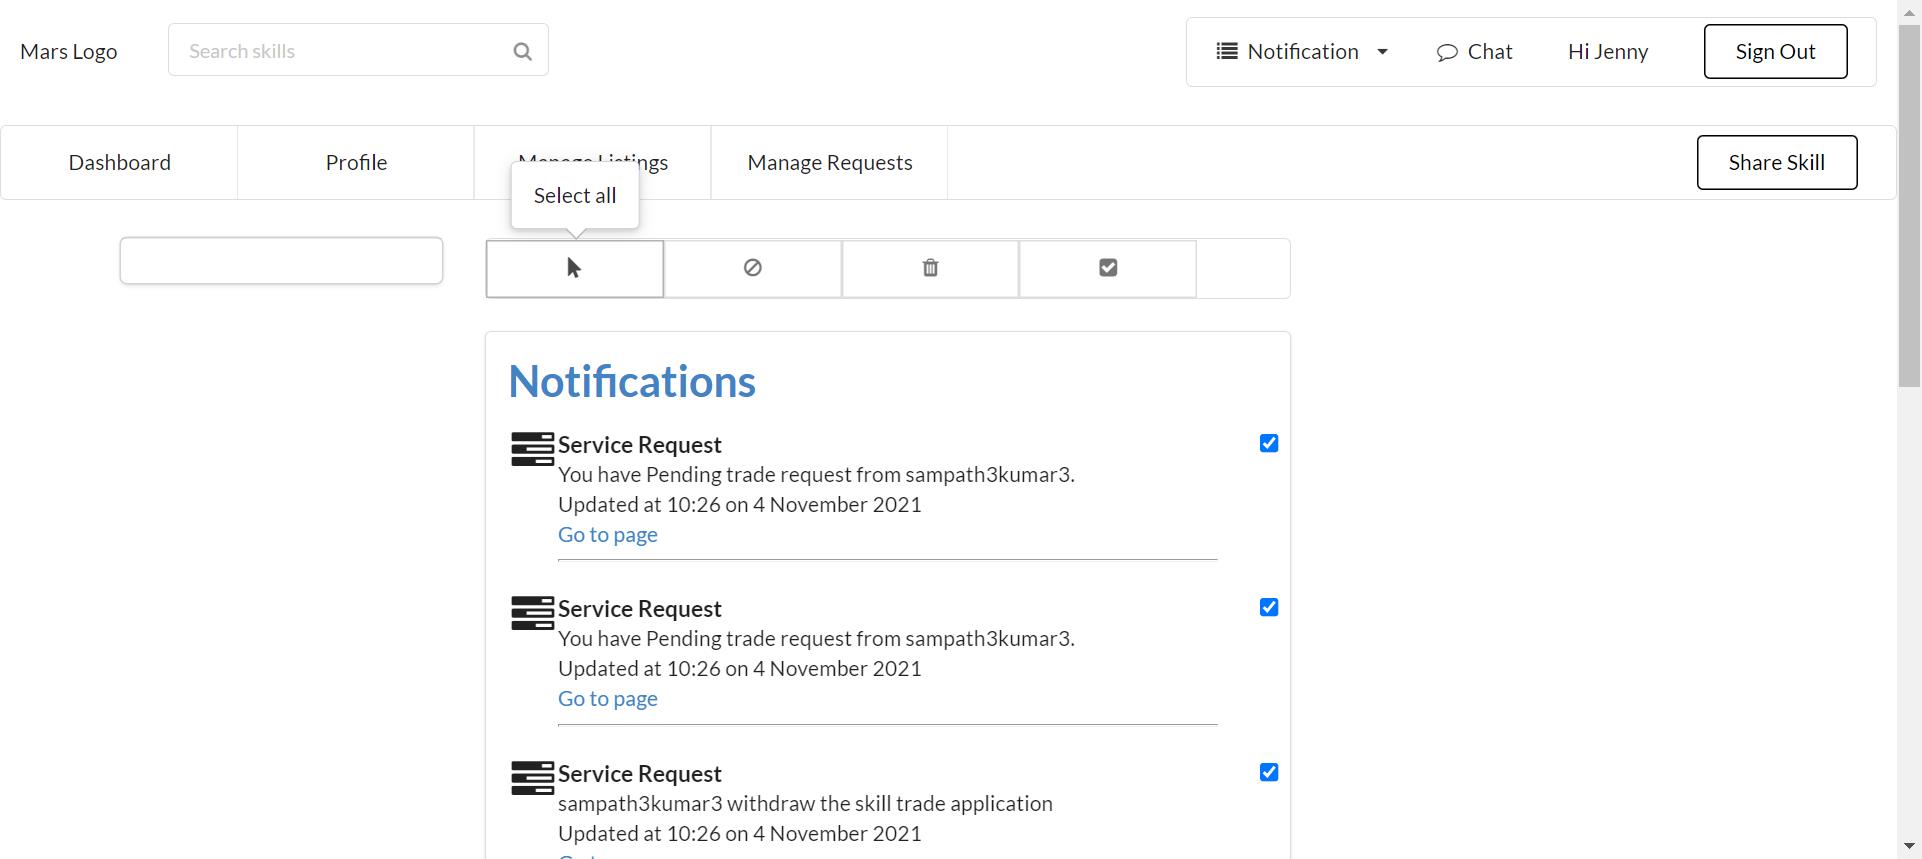 Mars Logo
Search skills
Notification
Chat
Hi Jenny
Sign Out
Dashboard
Profile
Manage Listings
Manage Requests
Share Skill
Select all
Notifications
Service Request
You have Pending trade request from sampath3kumar3.
Updated at 10:26 on 4 November 2021
Go to page
Service Request
You have Pending trade request from sampath3kumar3.
Updated at 10:26 on 4 November 2021
Go to page
Service Request
sampath3kumar3 withdraw the skill trade application
Updated at 10:26 on 4 November 2021